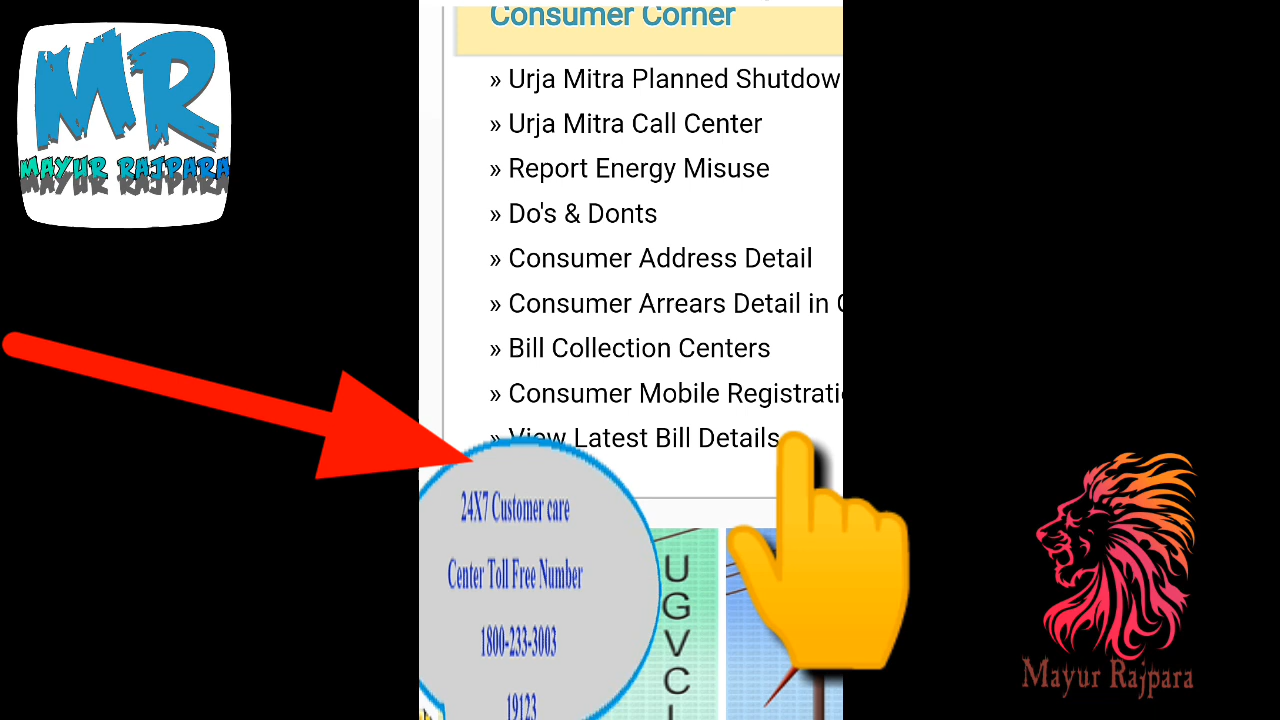 MR
MAYUR RAJPARA
Consumer Corner
» Urja Mitra Planned Shutdow
» Urja Mitra Call Center
» Report Energy Misuse
» Do's & Donts
» Consumer Address Detail
» Consumer Arrears Detail in
» Bill Collection Centers
» Consumer Mobile Registrati
» View Latest Bill Details
24X7 Customer care
Center Toll Free Number
1800-233-3003
19123
U
G
V
C
Mayur Rajpara